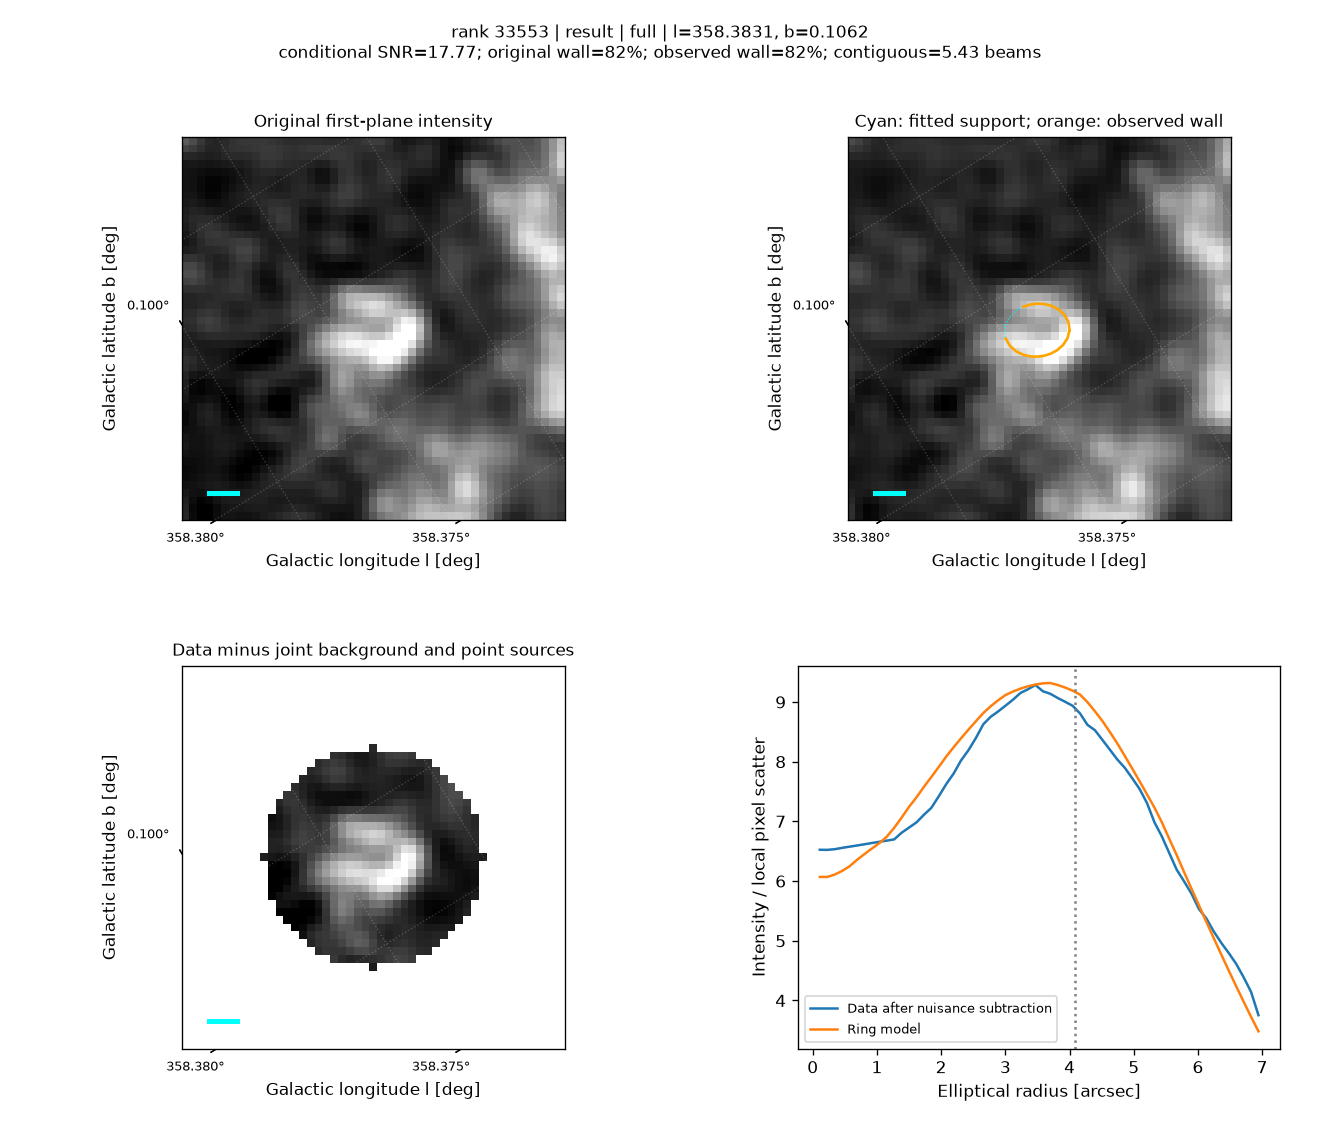 rank 33553 | result | full | l=358.3831, b=0.1062
conditional SNR=17.77; original wall=82%; observed wall=82%; contiguous=5.43 beams
Original first-plane intensity
Galactic latitude b [deg]
0.100°
358.380°
358.375°
Galactic longitude l [deg]
Cyan: fitted support; orange: observed wall
Galactic latitude b [deg]
0.100°
358.380°
358.375°
Galactic longitude l [deg]
Data minus joint background and point sources
Galactic latitude b [deg]
0.100°
358.380°
358.375°
Galactic longitude l [deg]
Intensity / local pixel scatter
9
8
7
6
5
4
Data after nuisance subtraction
Ring model
0 1 2 3 4 5 6 7
Elliptical radius [arcsec]